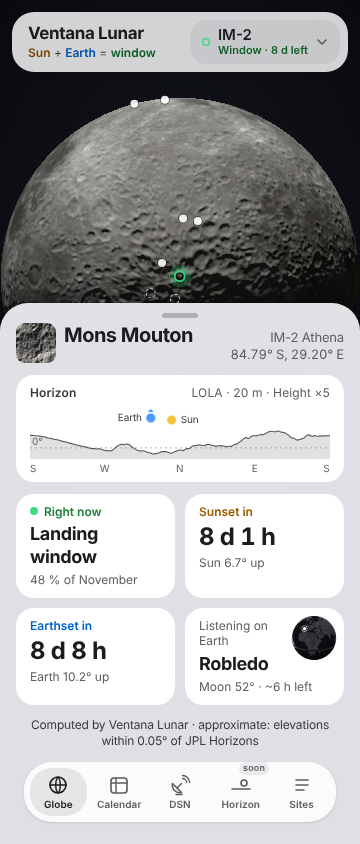 Ventana Lunar
Sun + Earth = window
IM-2
Window · 8 d left
Mons Mouton
IM-2 Athena
84.79° S, 29.20° E
Horizon
LOLA · 20 m · Height ×5
Earth
Sun
0°
S W N E S
Right now
Landing
window
48 % of November
Sunset in
8 d 1 h
Sun 6.7° up
Earthset in
8 d 8 h
Earth 10.2° up
Listening on
Earth
Robledo
Moon 52° · ~6 h left
Computed by Ventana Lunar · approximate: elevations
within 0.05° of JPL Horizons
soon
Globe Calendar DSN Horizon Sites